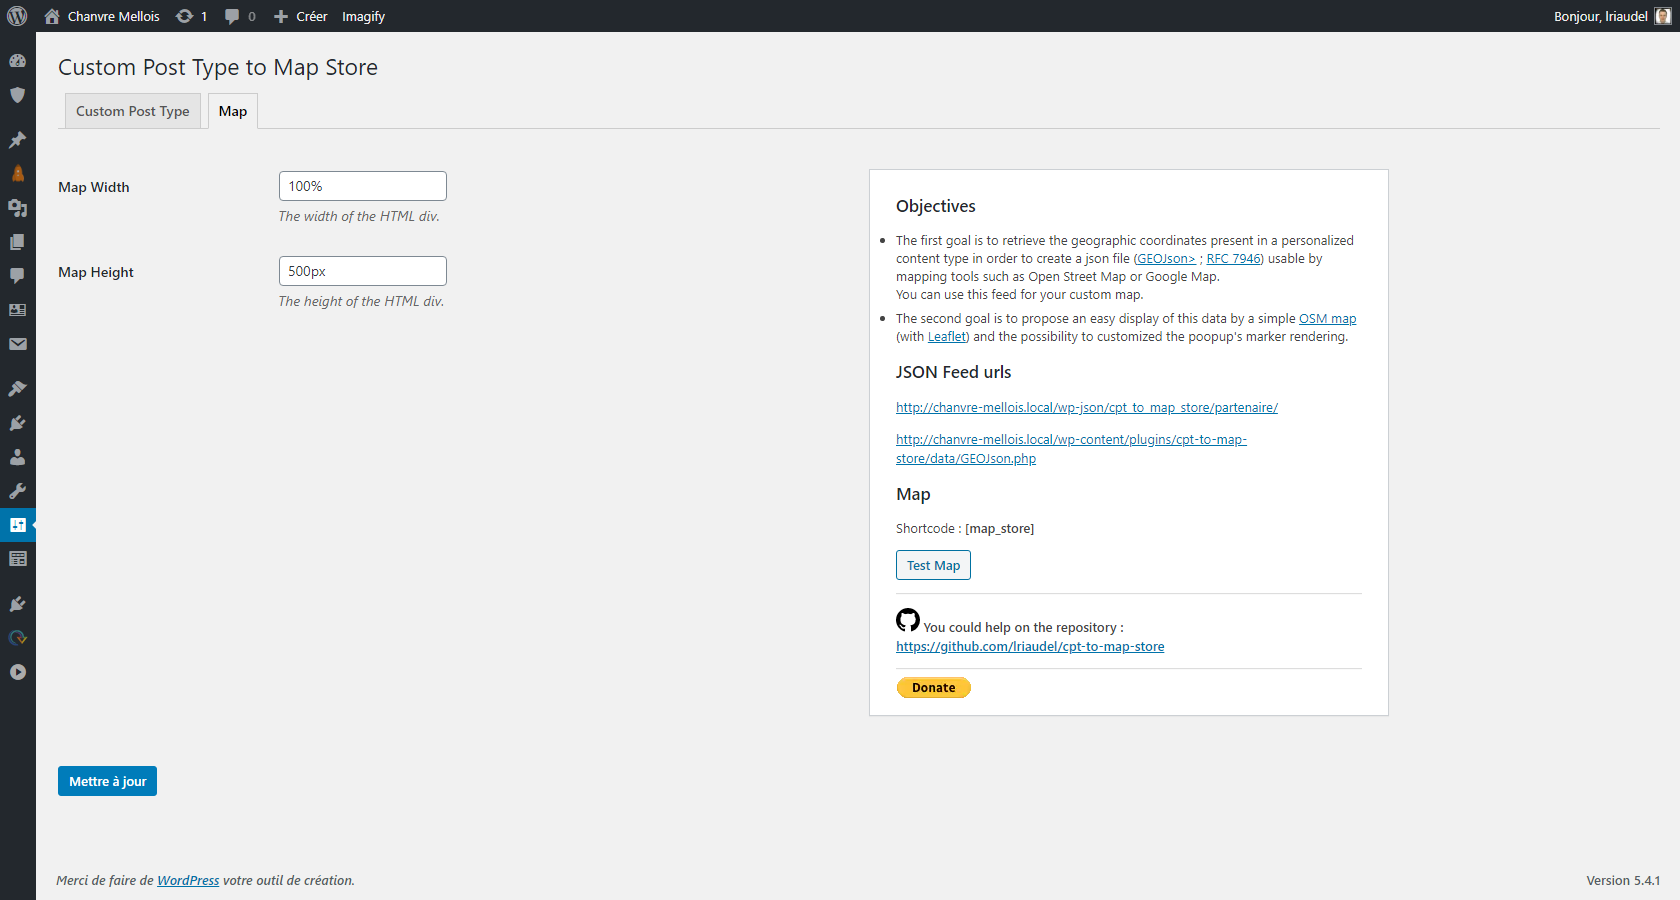 Chanvre Mellois 1 0 Créer Imagify Bonjour, lriaudel
Custom Post Type to Map Store
Custom Post Type Map
Map Width 100%
The width of the HTML div.
Map Height 500px
The height of the HTML div.
Objectives
The first goal is to retrieve the geographic coordinates present in a personalized
content type in order to create a json file (GEOJson> ; RFC 7946) usable by
mapping tools such as Open Street Map or Google Map.
You can use this feed for your custom map.
The second goal is to propose an easy display of this data by a simple OSM map
(with Leaflet) and the possibility to customized the poopup's marker rendering.
JSON Feed urls
http://chanvre-mellois.local/wp-json/cpt_to_map_store/partenaire/
http://chanvre-mellois.local/wp-content/plugins/cpt-to-map-
store/data/GEOJson.php
Map
Shortcode : [map_store]
Test Map
You could help on the repository :
https://github.com/lriaudel/cpt-to-map-store
Donate
Mettre à jour
Merci de faire de WordPress votre outil de création. Version 5.4.1